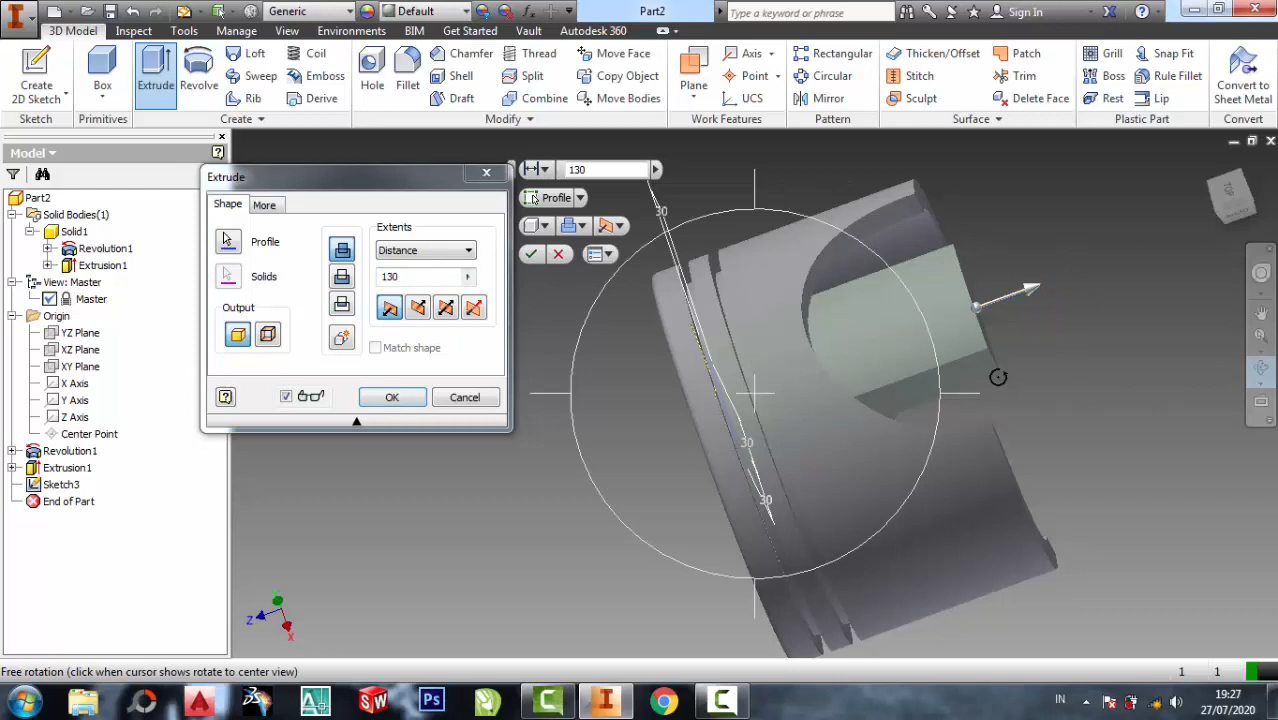 Generic
Default
fx
Part2
Type a keyword or phrase
Sign In
3D Model
Inspect
Tools
Manage
View
Environments
BIM
Get Started
Vault
Autodesk 360
Create
2D Sketch
Sketch
Box
Primitives
Extrude
Revolve
Loft
Sweep
Rib
Coil
Emboss
Derive
Create
Hole
Fillet
Chamfer
Shell
Draft
Thread
Split
Combine
Move Face
Copy Object
Move Bodies
Modify
Plane
Axis
Point
UCS
Work Features
Rectangular
Circular
Mirror
Pattern
Thicken/Offset
Stitch
Sculpt
Patch
Trim
Delete Face
Surface
Grill
Boss
Rest
Snap Fit
Rule Fillet
Lip
Plastic Part
Convert to
Sheet Metal
Convert
Model
Part2
Solid Bodies(1)
Solid1
Revolution1
Extrusion1
View: Master
Master
Origin
YZ Plane
XZ Plane
XY Plane
X Axis
Y Axis
Z Axis
Center Point
Revolution1
Extrusion1
Sketch3
End of Part
Extrude
Shape
More
Profile
Solids
Output
Extents
Distance
130
Match shape
OK
Cancel
130
Profile
30
30
30
Z
X
Free rotation (click when cursor shows rotate to center view)
1
1
SW
Ps
IN
19:27
27/07/2020